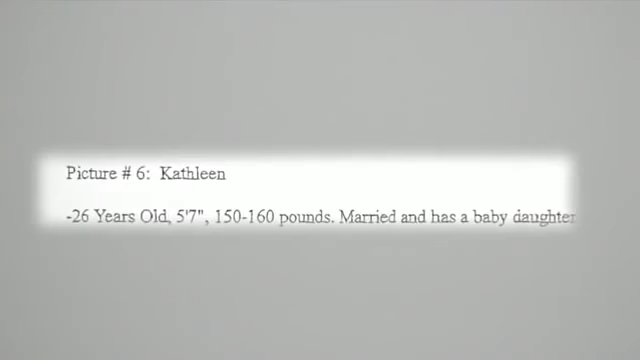 Picture # 6:  Kathleen
-26 Years Old, 5'7", 150-160 pounds. Married and has a baby daughter